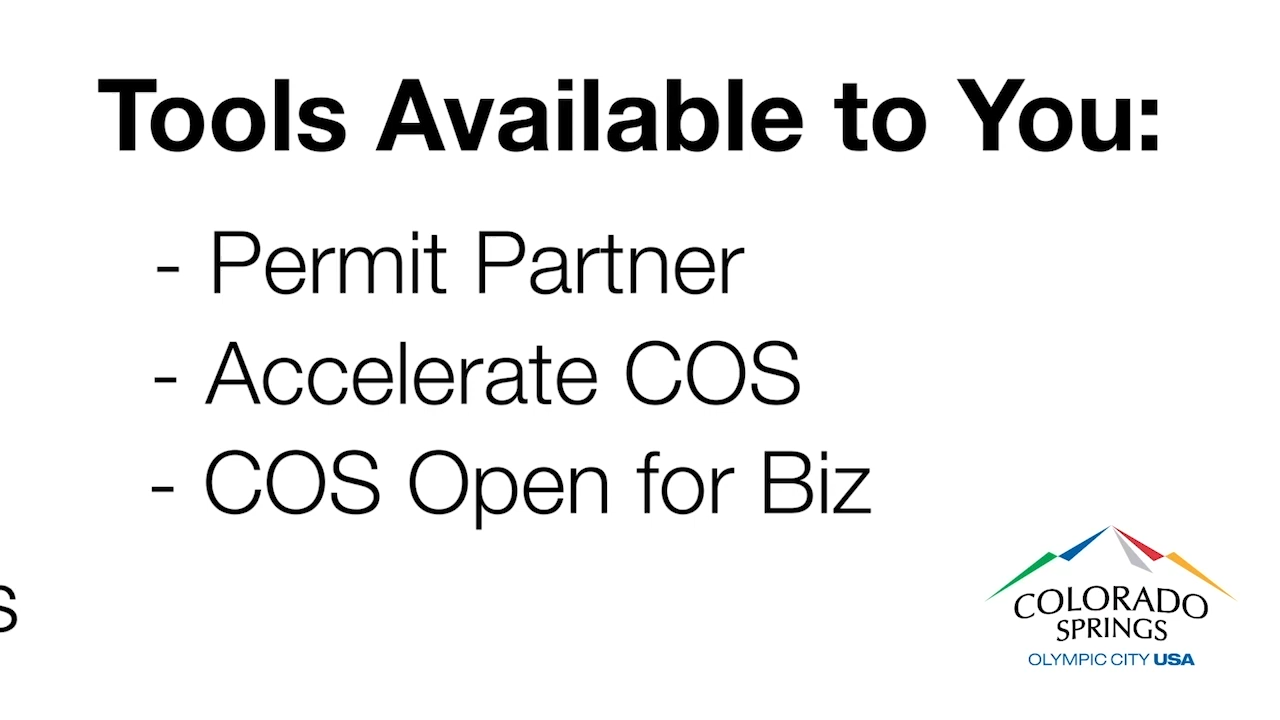 Tools Available to You:
- Permit Partner
- Accelerate COS
- COS Open for Biz
s
COLORADO
SPRINGS
OLYMPIC CITY USA